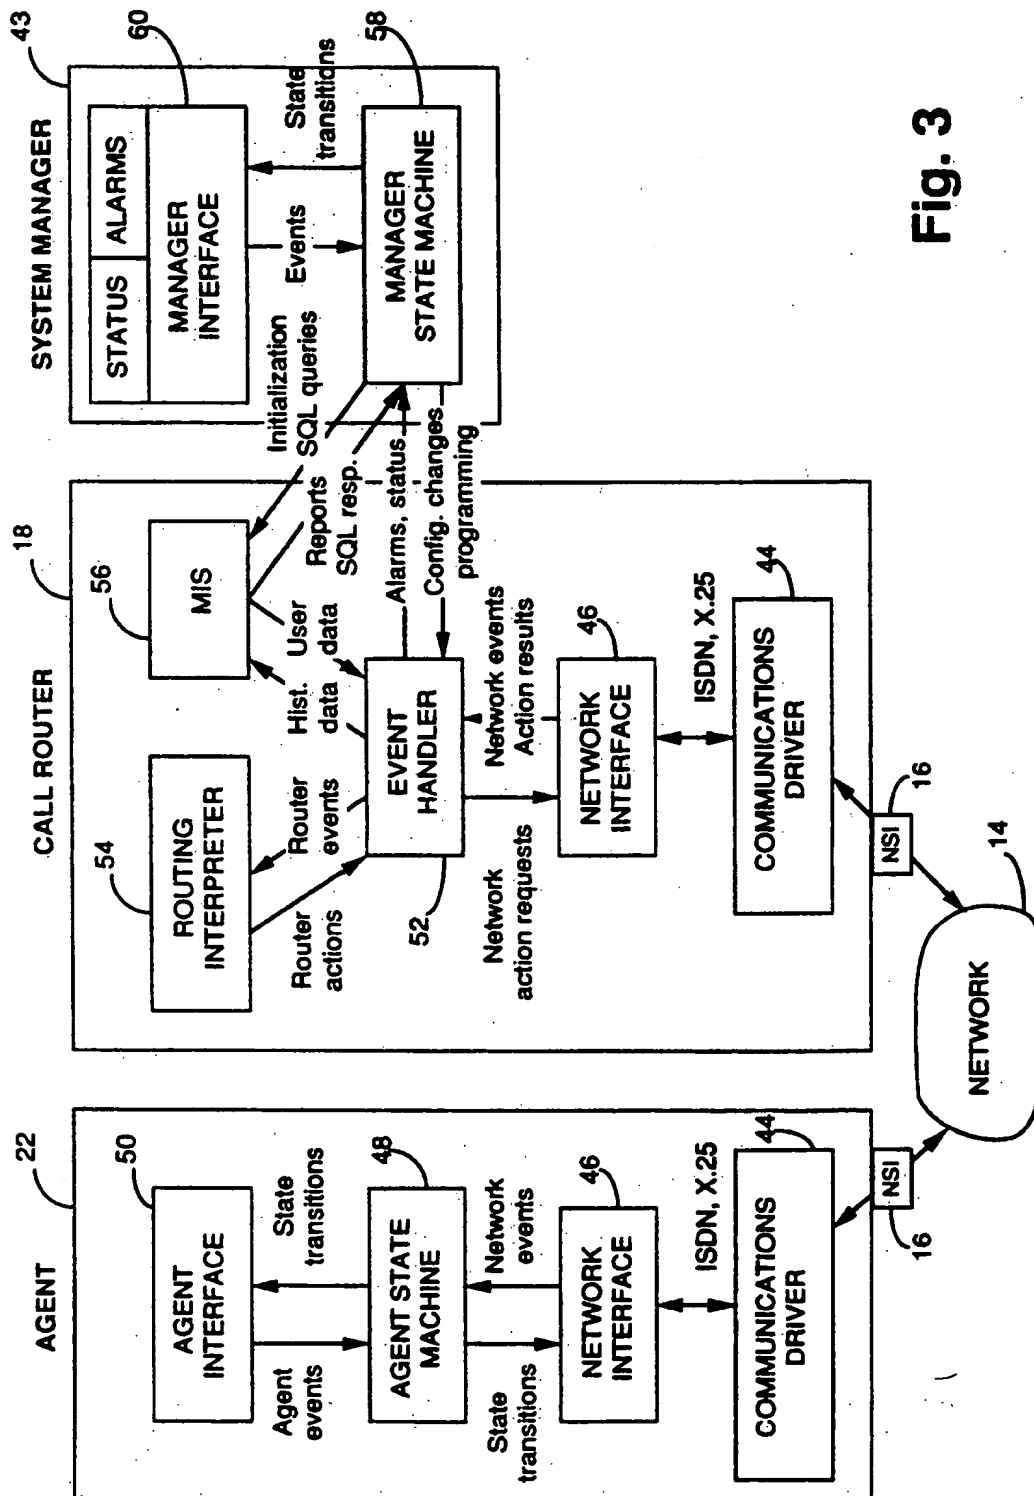 AGENT
22
50
AGENT
INTERFACE
Agent
events
State
transitions
48
AGENT STATE
MACHINE
State
transitions
Network
events
46
NETWORK
INTERFACE
ISDN, X.25
44
COMMUNICATIONS
DRIVER
NSI
16
NETWORK
14
CALL ROUTER
18
54
ROUTING
INTERPRETER
56
MIS
Router
actions
Router
events
Hist.
data
User
data
52
EVENT
HANDLER
Network
action requests
Network events
Action results
46
NETWORK
INTERFACE
ISDN, X.25
44
COMMUNICATIONS
DRIVER
NSI
16
Initialization
SQL queries
Reports
SQL resp.
Alarms, status
Config. changes
programming
SYSTEM MANAGER
43
60
STATUS
ALARMS
MANAGER
INTERFACE
Events
State
transitions
58
MANAGER
STATE MACHINE
Fig. 3